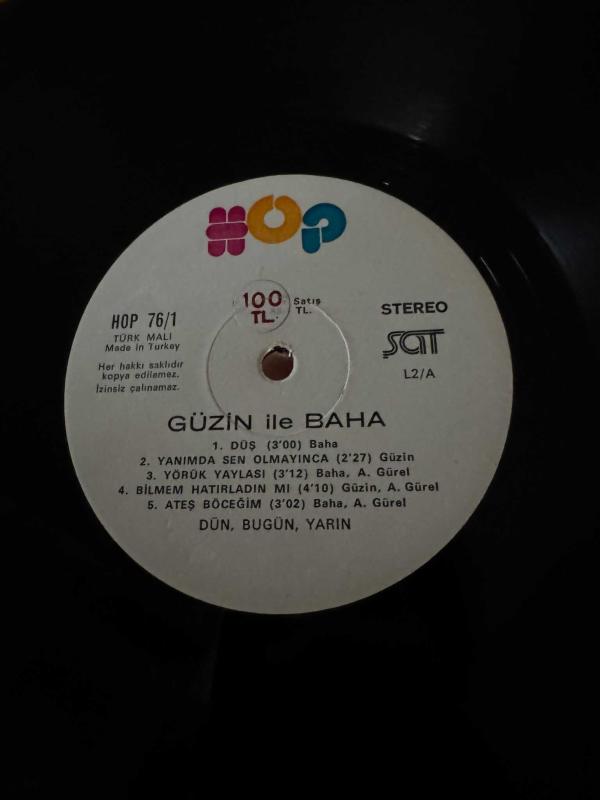 HOP
100 Satış
TL. TL.
HOP 76/1
TÜRK MALI
Made in Turkey
Her hakkı saklıdır
kopya edilemez.
İzinsiz çalınamaz.
STEREO
ŞAT
L2/A
GÜZİN ile BAHA
1. DÜŞ (3'00) Baha
2. YANIMDA SEN OLMAYINCA (2'27) Güzin
3. YÖRÜK YAYLASI (3'12) Baha, A. Gürel
4. BİLMEM HATIRLADIN MI (4'10) Güzin, A. Gürel
5. ATEŞ BÖCEĞİM (3'02) Baha, A. Gürel
DÜN, BUGÜN, YARIN